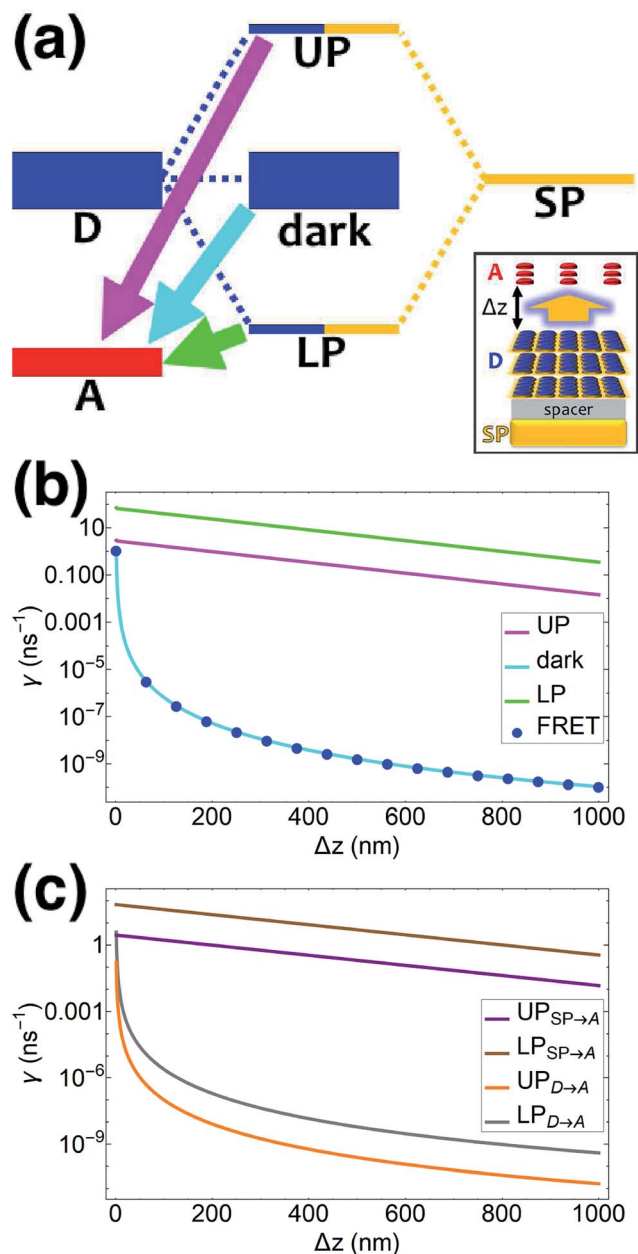 (a)
UP
D
dark
SP
LP
A
A
Δz
D
spacer
SP
(b)
10
0.100
0.001
10⁻⁵
10⁻⁷
10⁻⁹
γ (ns⁻¹)
UP
dark
LP
FRET
0 200 400 600 800 1000
Δz (nm)
(c)
1
0.001
10⁻⁶
10⁻⁹
γ (ns⁻¹)
UP_SP→A
LP_SP→A
UP_D→A
LP_D→A
0 200 400 600 800 1000
Δz (nm)